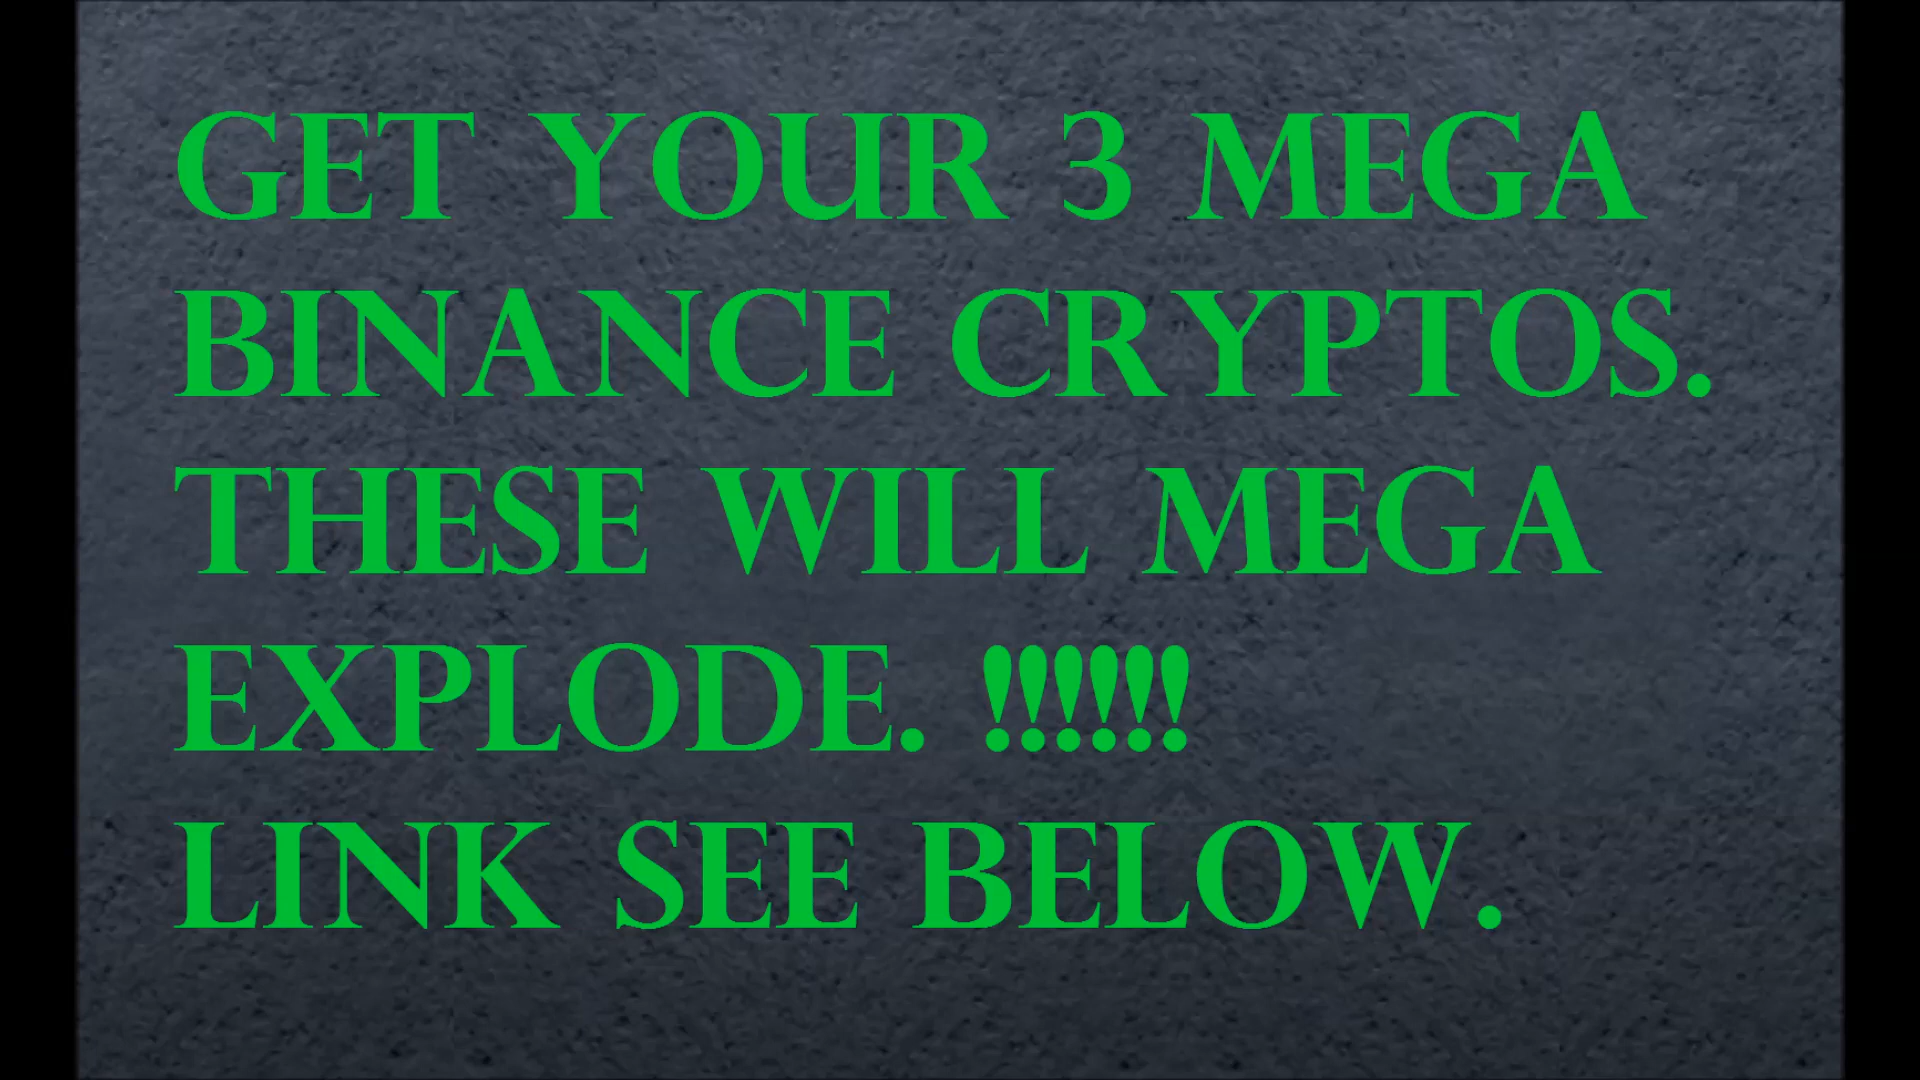 GET YOUR 3 MEGA
BINANCE CRYPTOS.
THESE WILL MEGA
EXPLODE. !!!!!!
LINK SEE BELOW.